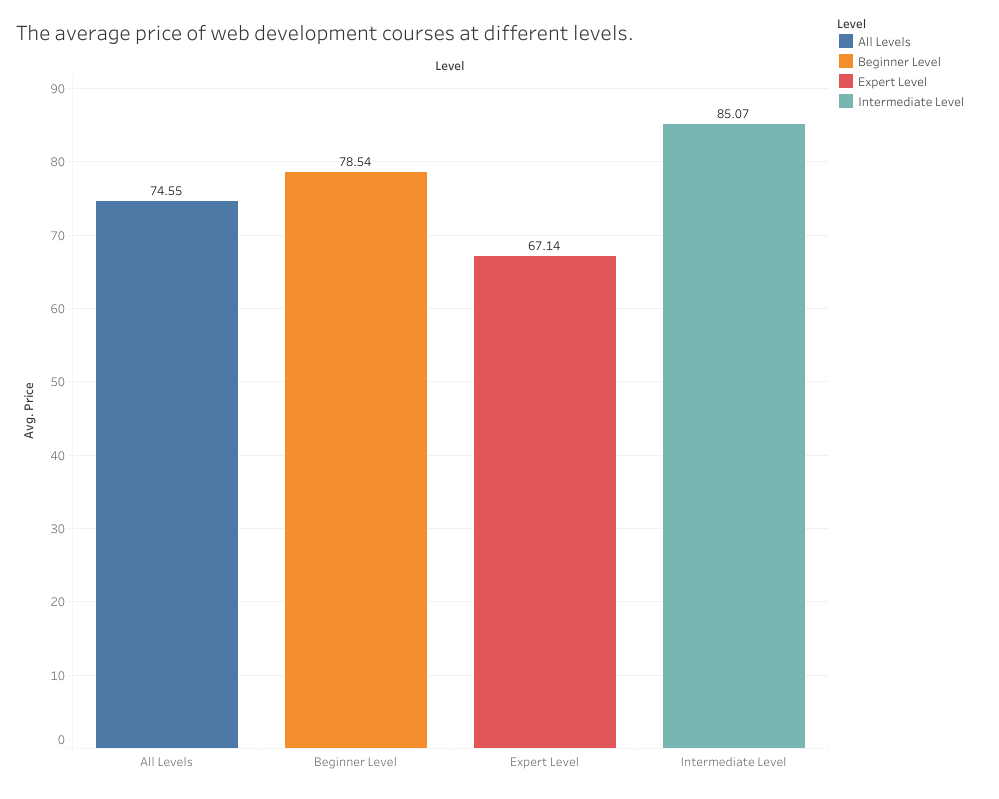 The average price of web development courses at different levels.
Level
All Levels
Beginner Level
Expert Level
Intermediate Level
Level
90
80
70
60
50
40
30
20
10
0
Avg. Price
74.55
78.54
67.14
85.07
All Levels
Beginner Level
Expert Level
Intermediate Level